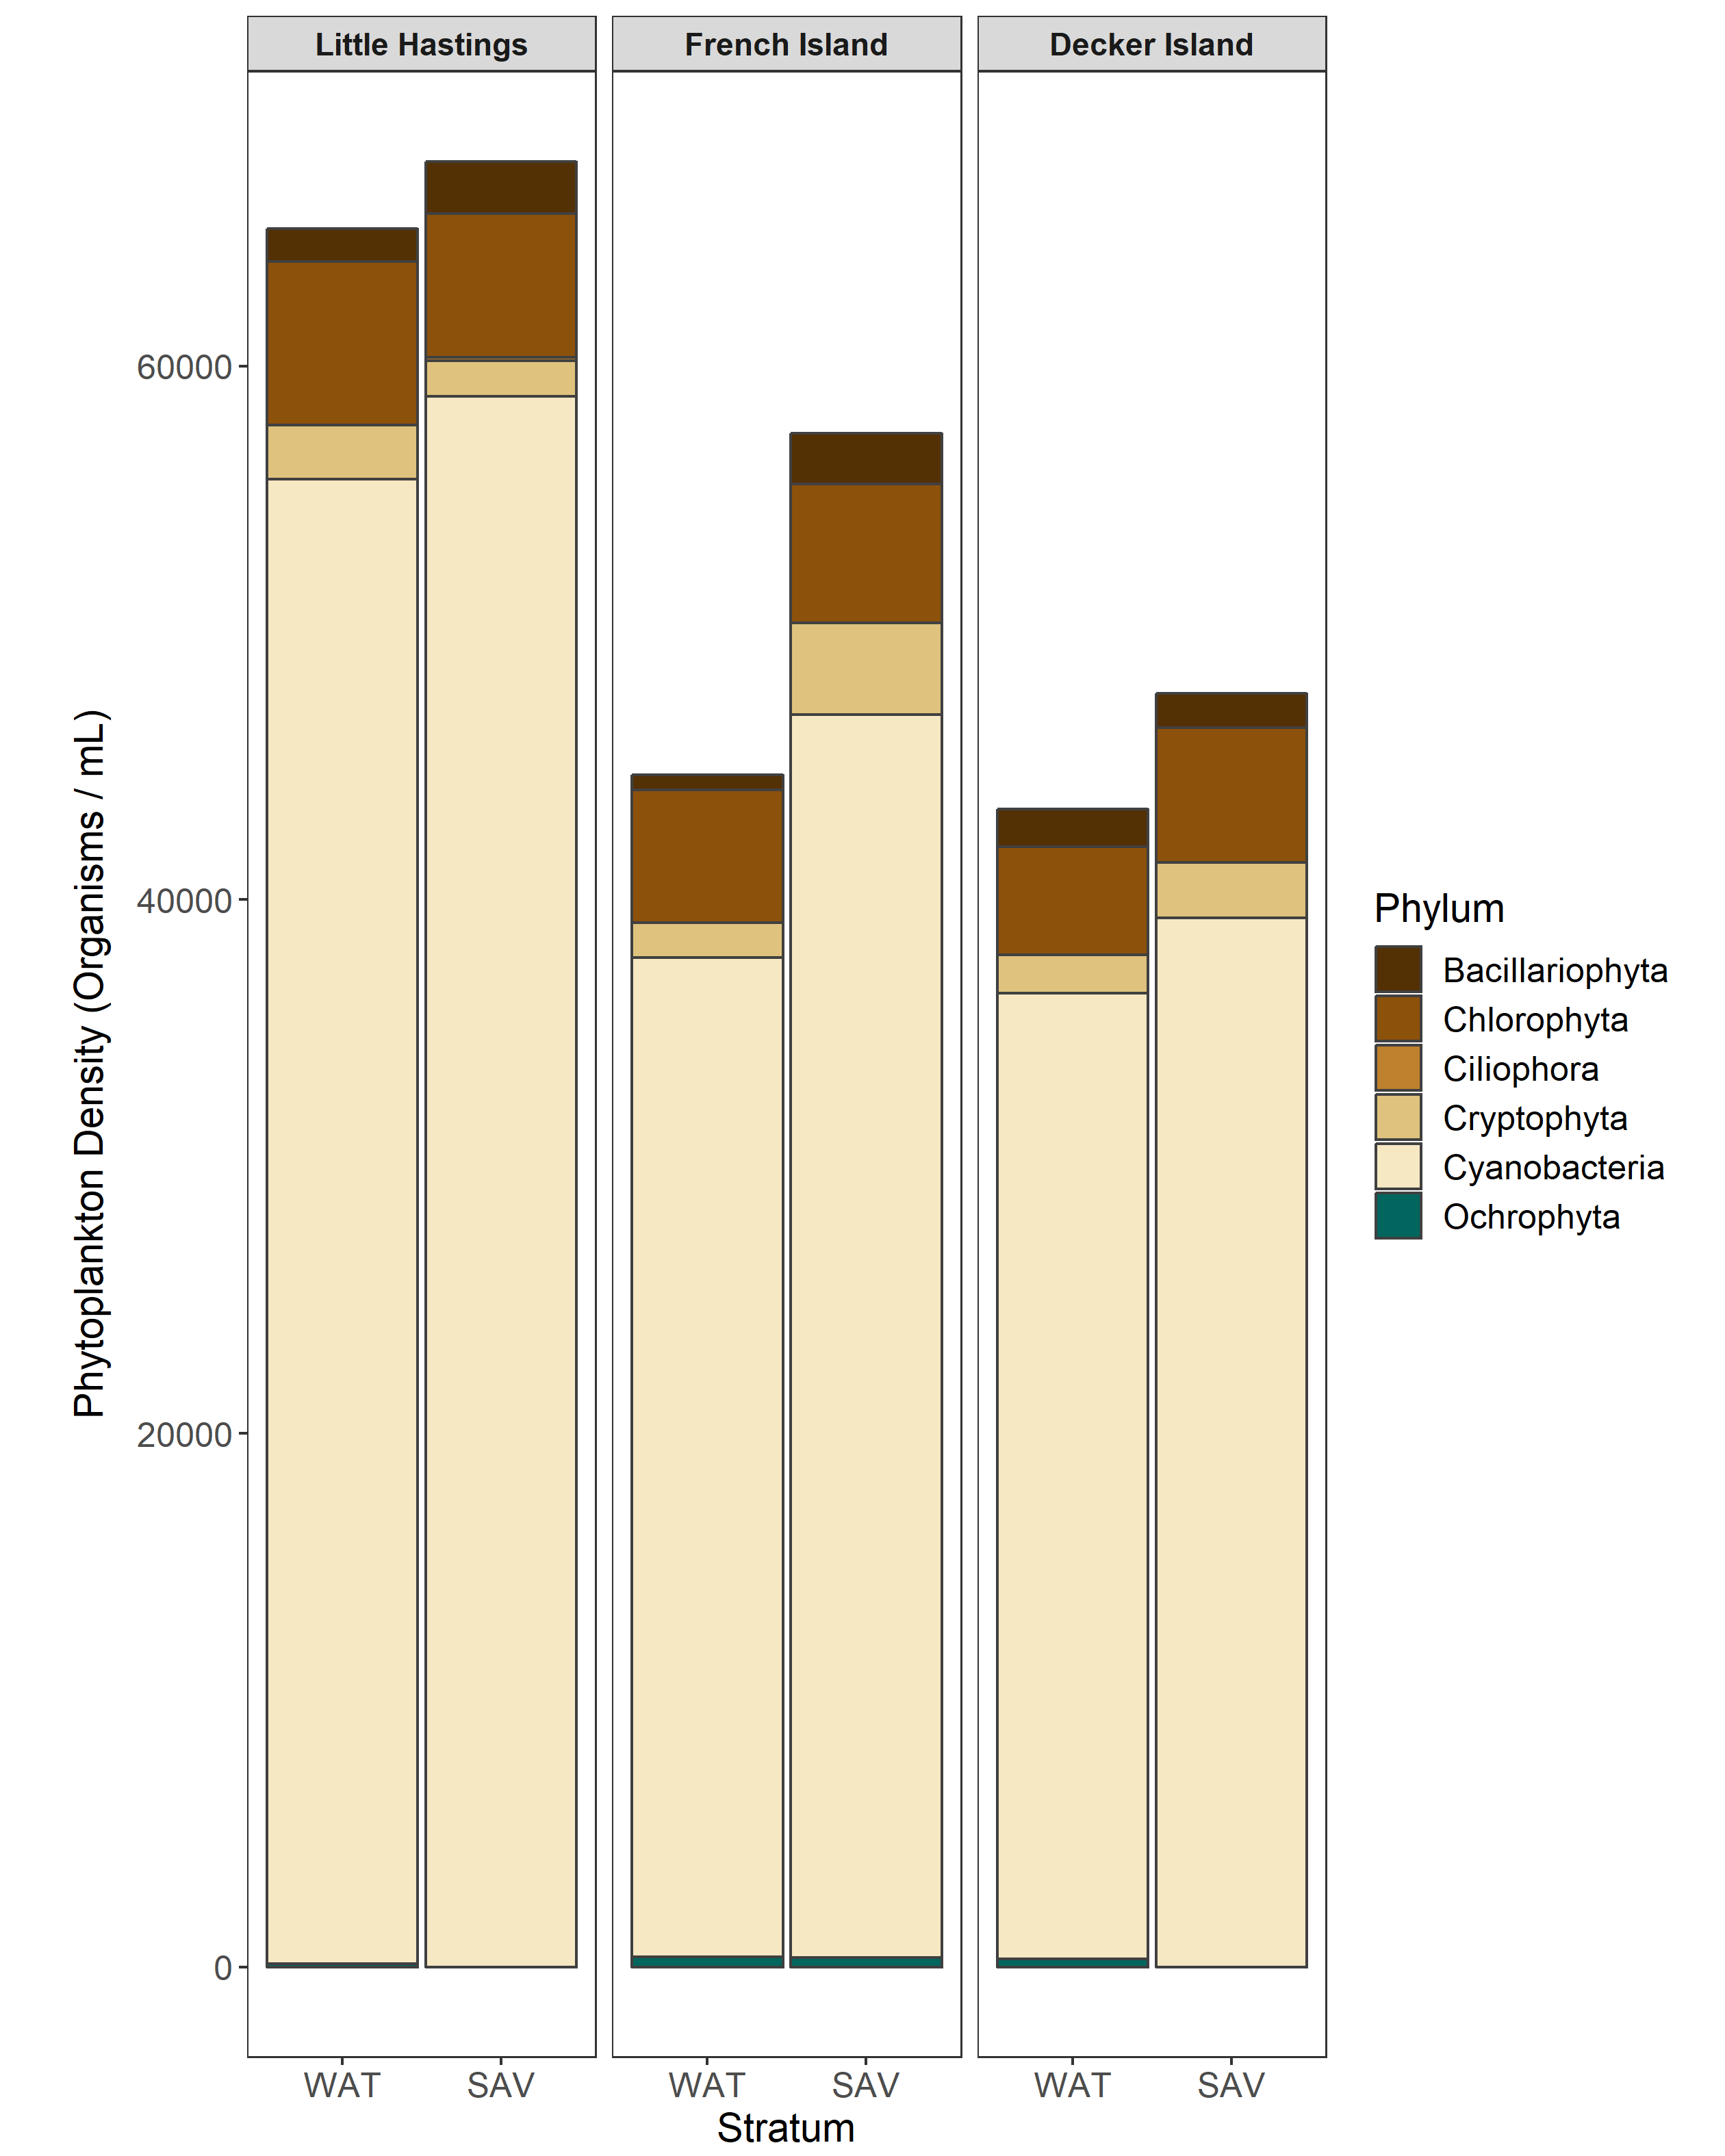 Little Hastings
French Island
Decker Island
Phytoplankton Density (Organisms / mL)
60000
40000
20000
0
WAT
SAV
WAT
SAV
WAT
SAV
Stratum
Phylum
Bacillariophyta
Chlorophyta
Ciliophora
Cryptophyta
Cyanobacteria
Ochrophyta